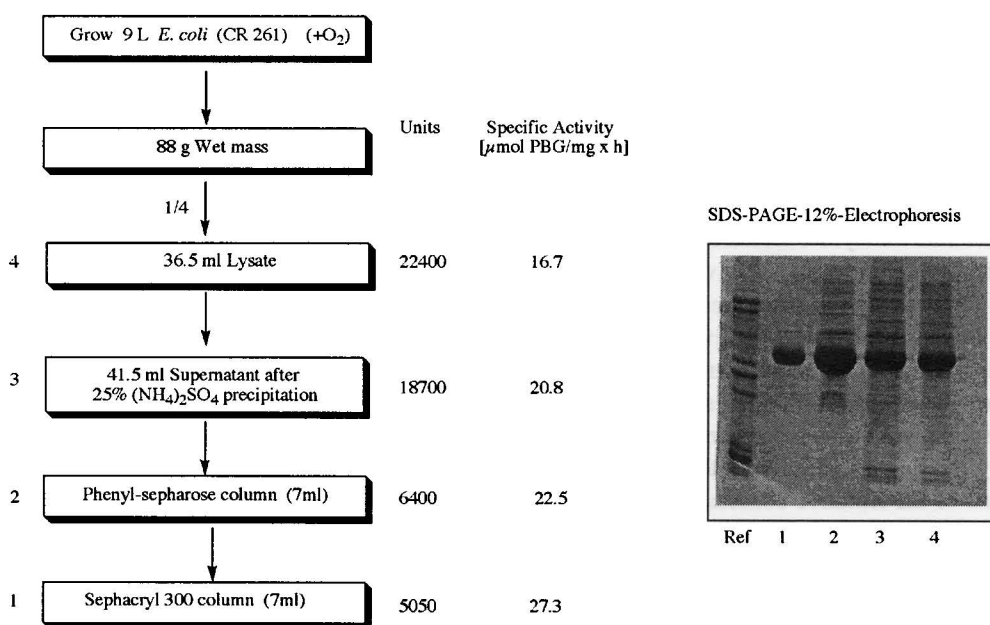 Grow 9 L E. coli (CR 261) (+O₂)
Units Specific Activity
[µmol PBG/mg x h]
88 g Wet mass
1/4
4 36.5 ml Lysate 22400 16.7
3 41.5 ml Supernatant after
25% (NH₄)₂SO₄ precipitation 18700 20.8
2 Phenyl-sepharose column (7ml) 6400 22.5
1 Sephacryl 300 column (7ml) 5050 27.3
SDS-PAGE-12%-Electrophoresis
Ref 1 2 3 4